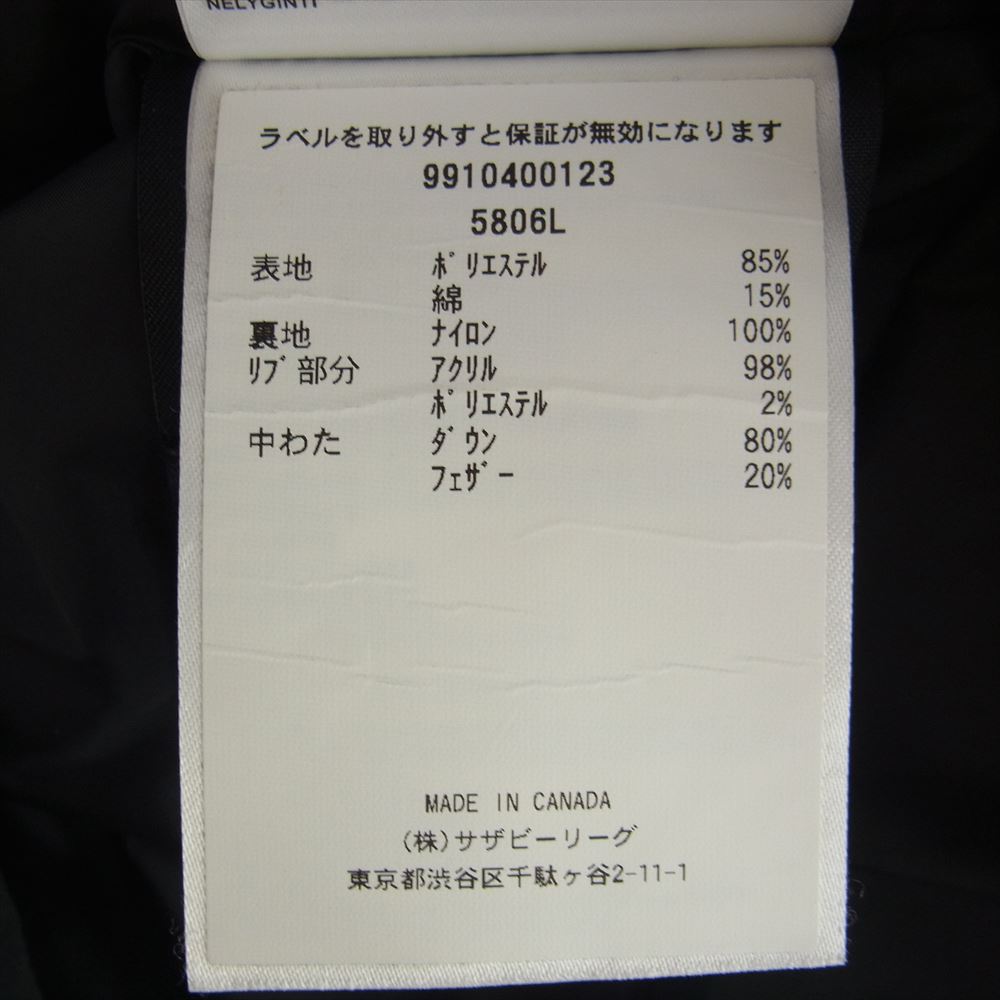 NELYGINTI
ラベルを取り外すと保証が無効になります
9910400123
5806L
表地 ポリエステル 85%
綿 15%
裏地 ナイロン 100%
リブ部分 アクリル 98%
ポリエステル 2%
中わた ダウン 80%
フェザー 20%
MADE IN CANADA
(株)サザビーリーグ
東京都渋谷区千駄ヶ谷2-11-1